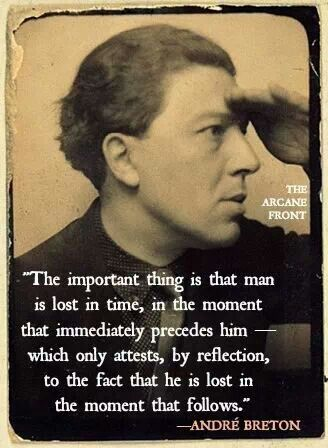 THE
ARCANE
FRONT
"The important thing is that man
is lost in time, in the moment
that immediately precedes him —
which only attests, by reflection,
to the fact that he is lost in
the moment that follows."
—ANDRÉ BRETON